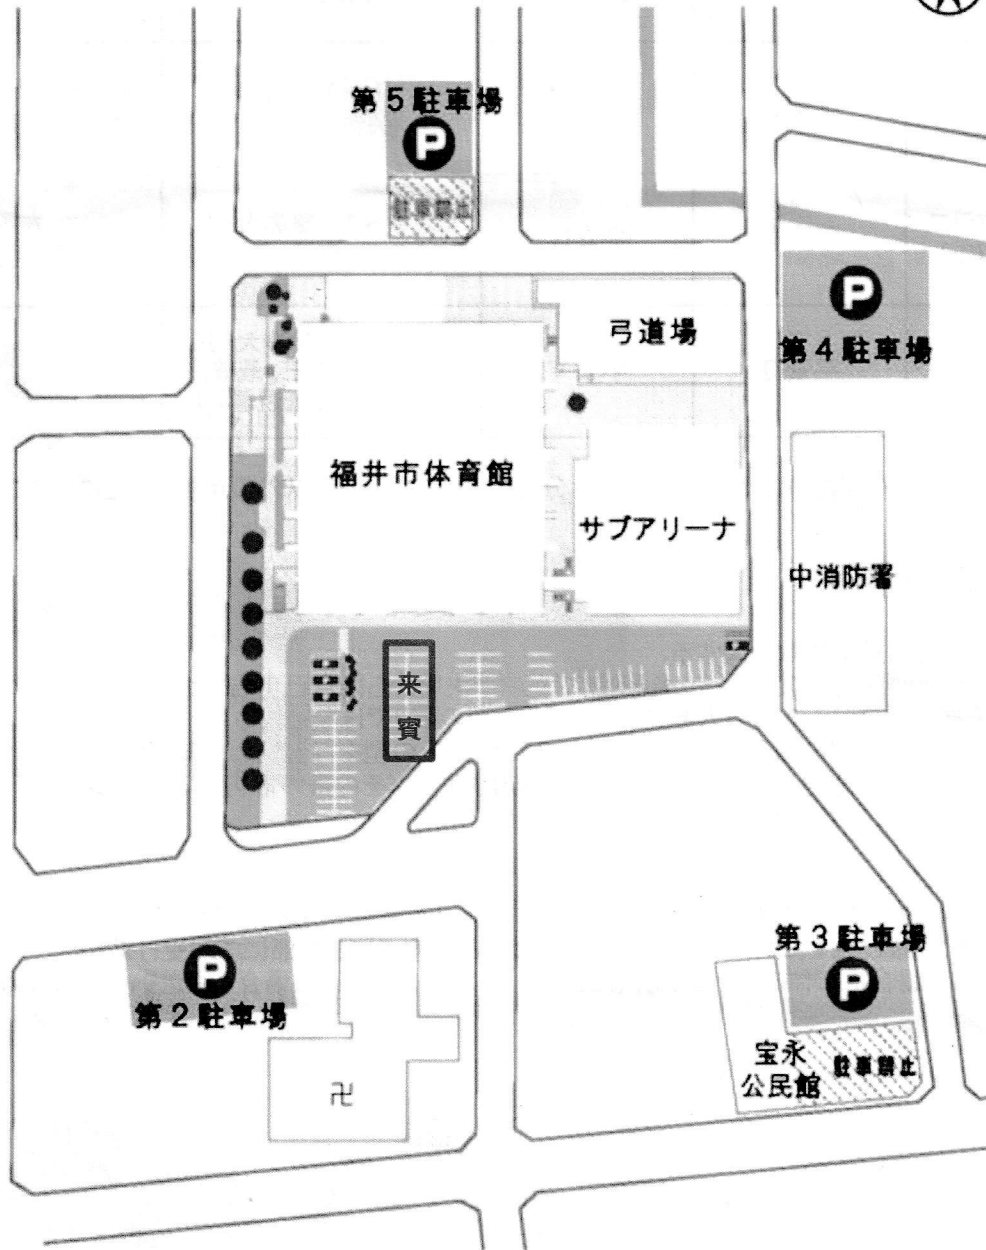 第5駐車場
P
駐車禁止
P
第4駐車場
弓道場
福井市体育館
サブアリーナ
中消防署
来
賓
第3駐車場
P
P
第2駐車場
宝永
公民館
駐車禁止
卍